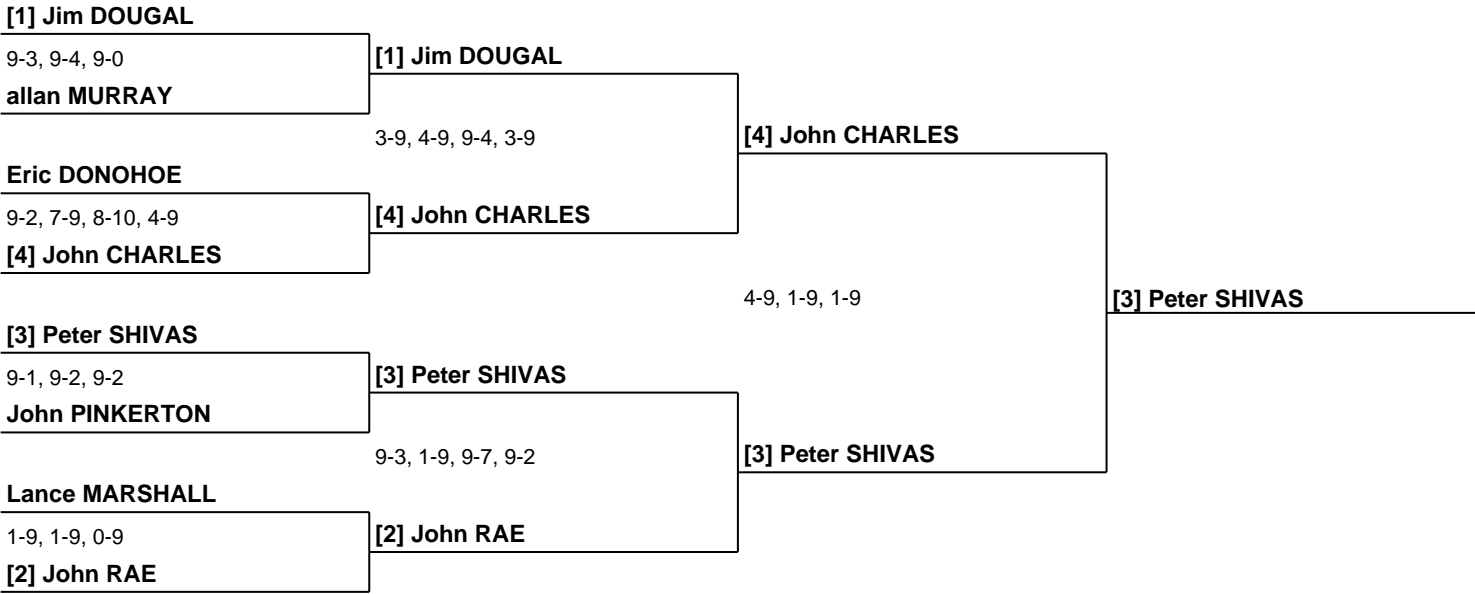 [1] Jim DOUGAL
9-3, 9-4, 9-0
[1] Jim DOUGAL
allan MURRAY
3-9, 4-9, 9-4, 3-9
[4] John CHARLES
Eric DONOHOE
9-2, 7-9, 8-10, 4-9
[4] John CHARLES
[4] John CHARLES
4-9, 1-9, 1-9
[3] Peter SHIVAS
[3] Peter SHIVAS
9-1, 9-2, 9-2
[3] Peter SHIVAS
John PINKERTON
9-3, 1-9, 9-7, 9-2
[3] Peter SHIVAS
Lance MARSHALL
1-9, 1-9, 0-9
[2] John RAE
[2] John RAE